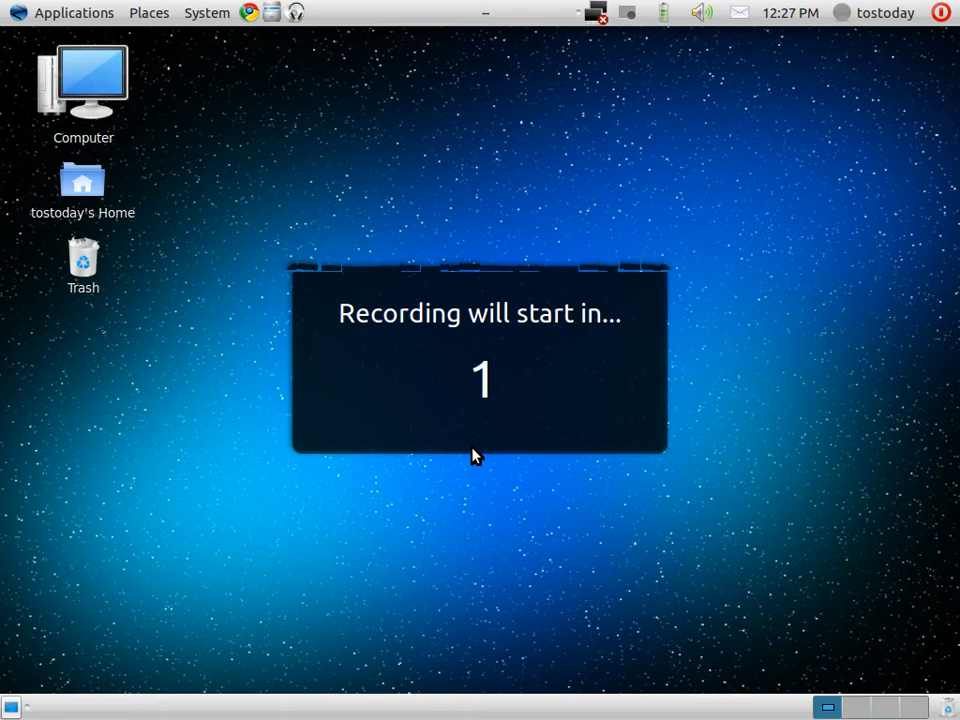 Applications Places System -- 12:27 PM tostoday
Computer
tostoday's Home
Trash
Recording will start in...
1